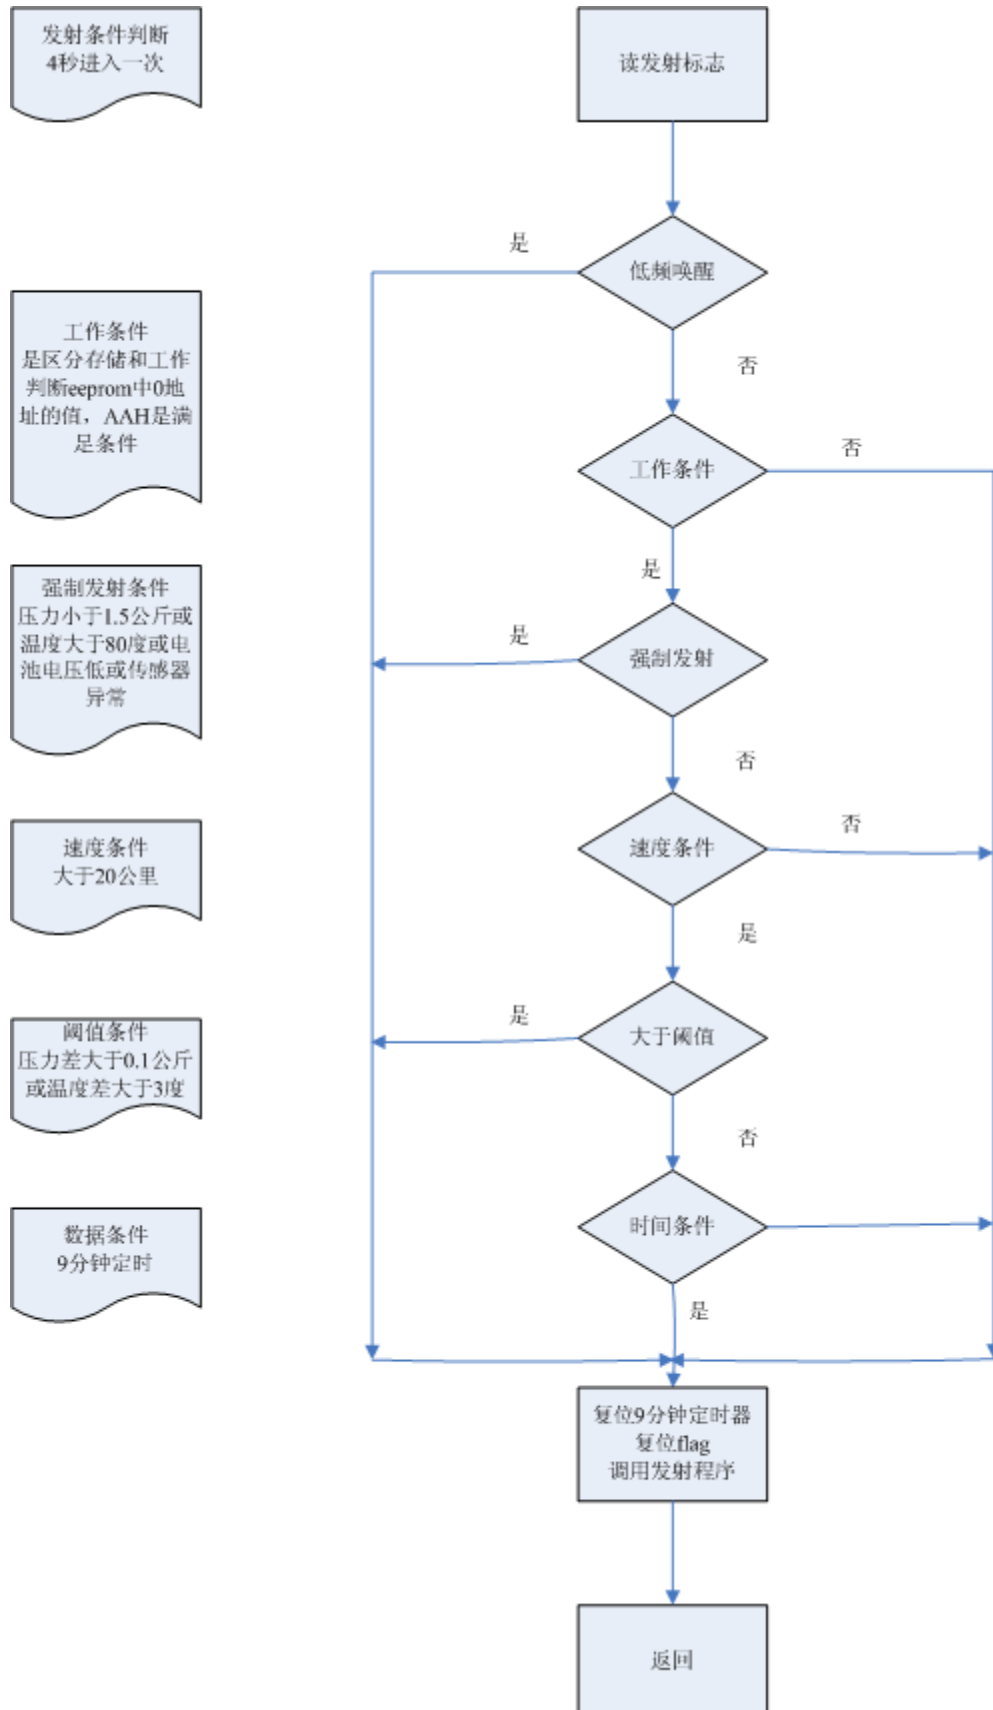 发射条件判断
4秒进入一次
读发射标志
是
低频唤醒
否
工作条件
是区分存储和工作
判断eeprom中0地
址的值，AAH是满
足条件
工作条件
否
是
强制发射条件
压力小于1.5公斤或
温度大于80度或电
池电压低或传感器
异常
是
强制发射
否
速度条件
大于20公里
速度条件
否
是
阈值条件
压力差大于0.1公斤
或温度差大于3度
是
大于阈值
否
数据条件
9分钟定时
时间条件
是
复位9分钟定时器
复位flag
调用发射程序
返回